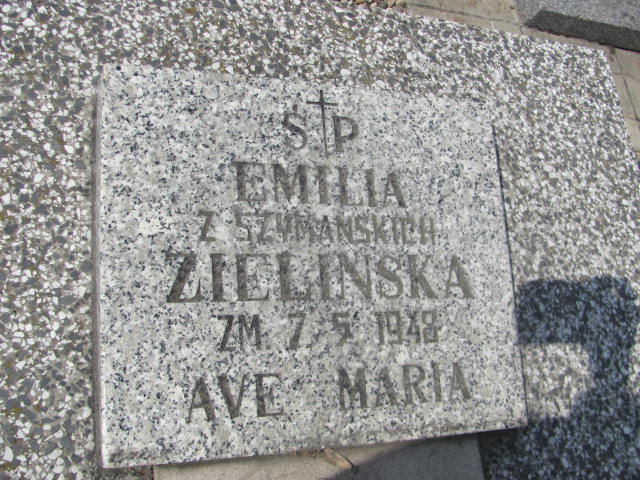 Ś P
EMILIA
Z SZYMAŃSKICH
ZIELIŃSKA
ZM. 7. 5. 1948
AVE MARIA